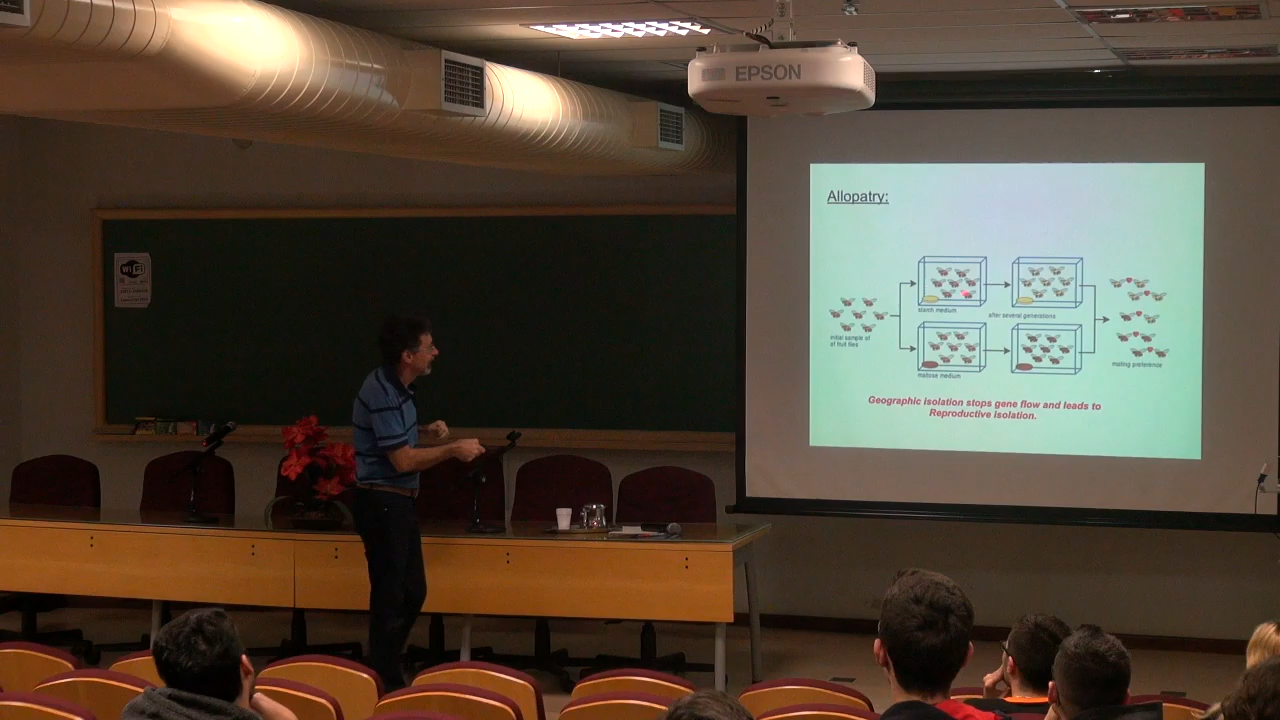 EPSON
Allopatry:
starch medium
after several generations
initial sample of
of fruit flies
maltose medium
mating preference
Geographic isolation stops gene flow and leads to
Reproductive Isolation.
WiFi